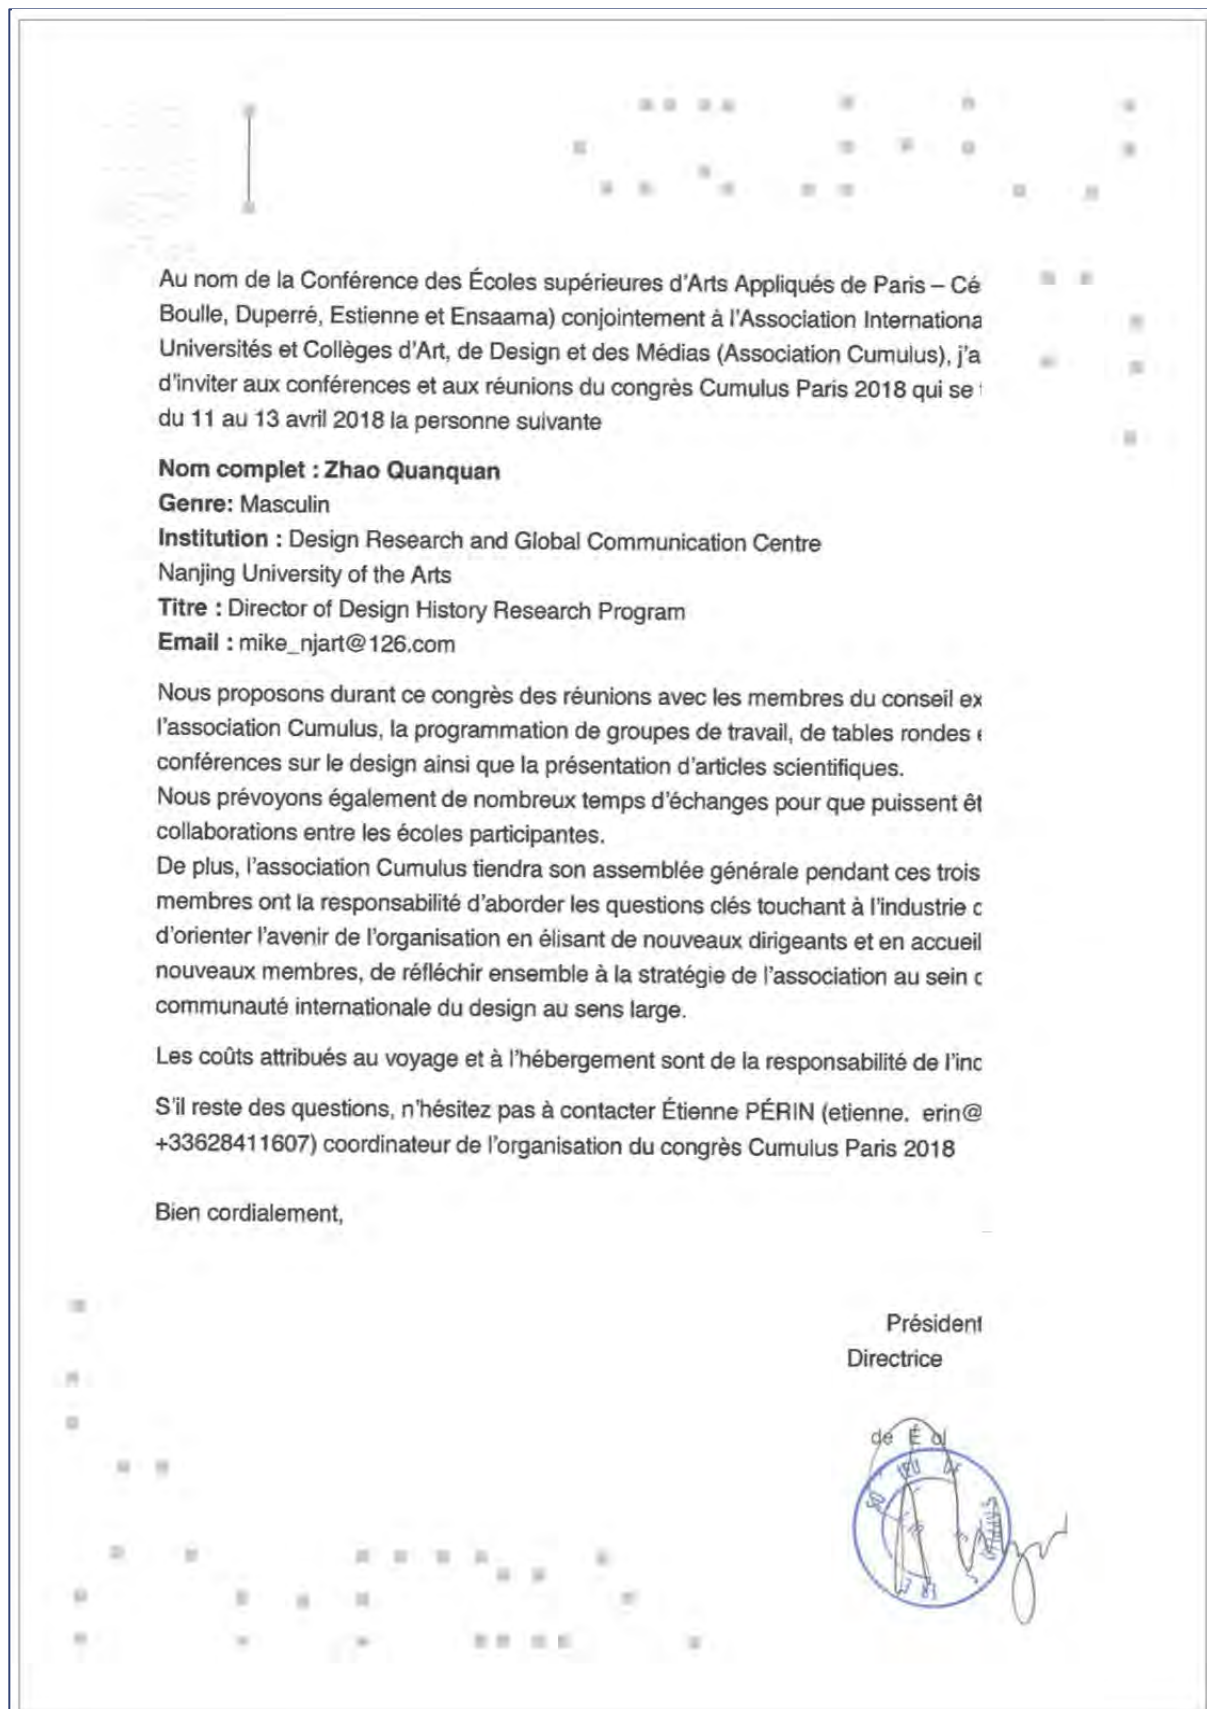 Au nom de la Conférence des Écoles supérieures d'Arts Appliqués de Paris – Cé
Boulle, Duperré, Estienne et Ensaama) conjointement à l'Association Internationa
Universités et Collèges d'Art, de Design et des Médias (Association Cumulus), j'a
d'inviter aux conférences et aux réunions du congrès Cumulus Paris 2018 qui se
du 11 au 13 avril 2018 la personne suivante
Nom complet : Zhao Quanquan
Genre: Masculin
Institution : Design Research and Global Communication Centre
Nanjing University of the Arts
Titre : Director of Design History Research Program
Email : mike_njart@126.com
Nous proposons durant ce congrès des réunions avec les membres du conseil ex
l'association Cumulus, la programmation de groupes de travail, de tables rondes
conférences sur le design ainsi que la présentation d'articles scientifiques.
Nous prévoyons également de nombreux temps d'échanges pour que puissent êt
collaborations entre les écoles participantes.
De plus, l'association Cumulus tiendra son assemblée générale pendant ces trois
membres ont la responsabilité d'aborder les questions clés touchant à l'industrie
d'orienter l'avenir de l'organisation en élisant de nouveaux dirigeants et en accueil
nouveaux membres, de réfléchir ensemble à la stratégie de l'association au sein
communauté internationale du design au sens large.
Les coûts attribués au voyage et à l'hébergement sont de la responsabilité de l'inc
S'il reste des questions, n'hésitez pas à contacter Étienne PÉRIN (etienne. erin@
+33628411607) coordinateur de l'organisation du congrès Cumulus Paris 2018
Bien cordialement,
Président
Directrice
de É ol